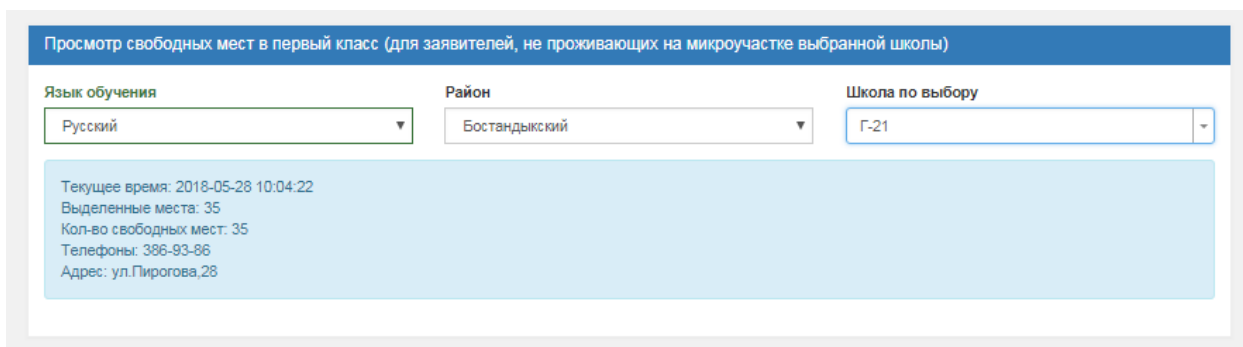 Просмотр свободных мест в первый класс (для заявителей, не проживающих на микроучастке выбранной школы)
Язык обучения Район Школа по выбору
Русский Бостандыкский Г-21
Текущее время: 2018-05-28 10:04:22
Выделенные места: 35
Кол-во свободных мест: 35
Телефоны: 386-93-86
Адрес: ул.Пирогова,28